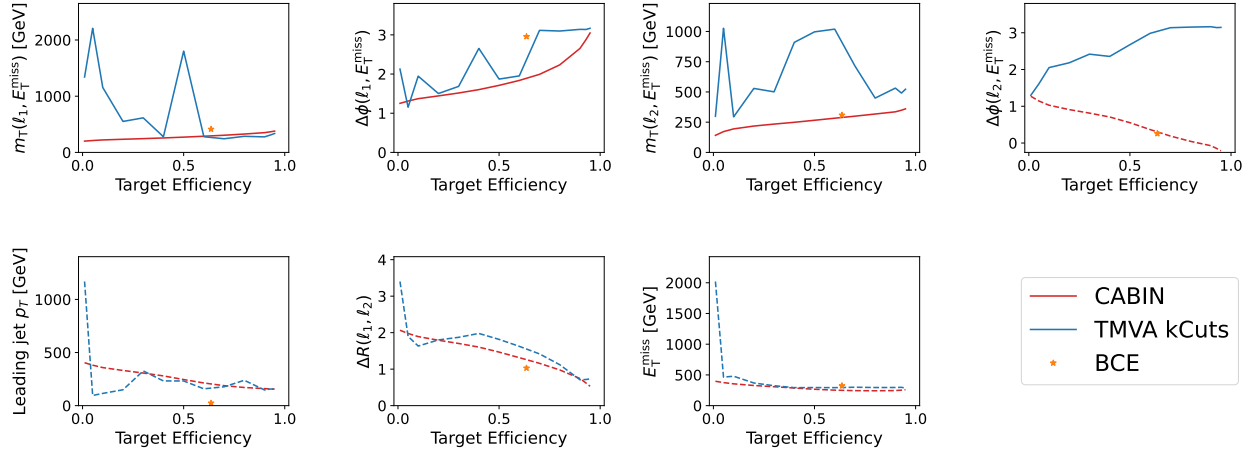 m_T(ℓ_1, E_T^miss) [GeV]
2000
1000
0
0.0 0.5 1.0
Target Efficiency
Δϕ(ℓ_1, E_T^miss)
3
2
1
0
0.0 0.5 1.0
Target Efficiency
m_T(ℓ_2, E_T^miss) [GeV]
1000
750
500
250
0
0.0 0.5 1.0
Target Efficiency
Δϕ(ℓ_2, E_T^miss)
3
2
1
0
0.0 0.5 1.0
Target Efficiency
Leading jet p_T [GeV]
1000
500
0
0.0 0.5 1.0
Target Efficiency
ΔR(ℓ_1, ℓ_2)
4
3
2
1
0
0.0 0.5 1.0
Target Efficiency
E_T^miss [GeV]
2000
1500
1000
500
0
0.0 0.5 1.0
Target Efficiency
CABIN
TMVA kCuts
BCE